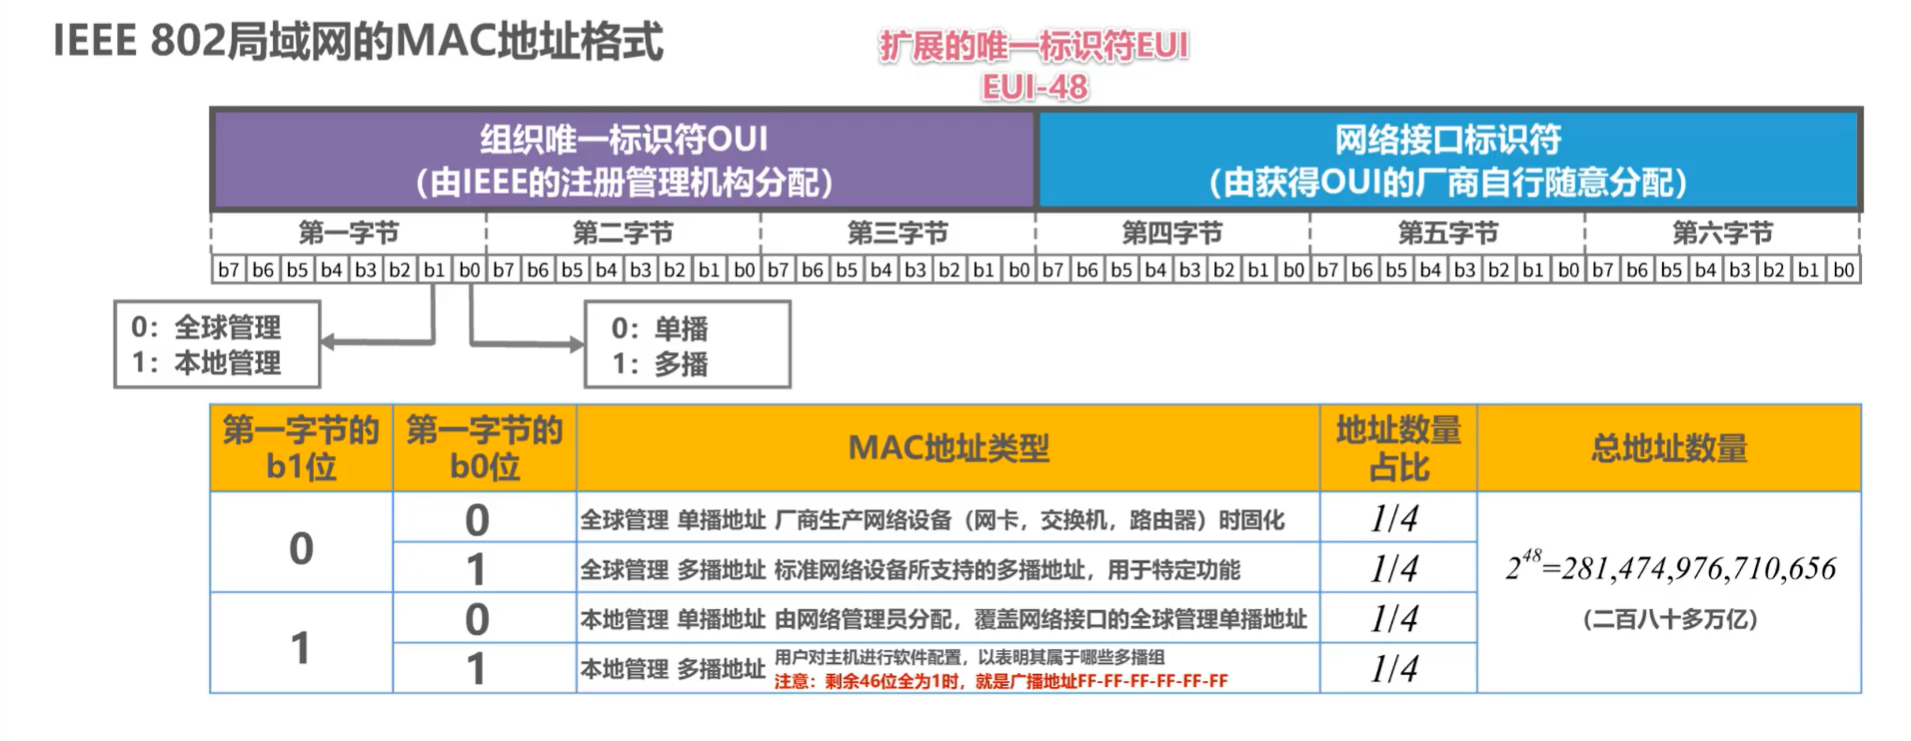 IEEE 802局域网的MAC地址格式
扩展的唯一标识符EUI
EUI-48
组织唯一标识符OUI
（由IEEE的注册管理机构分配）
网络接口标识符
（由获得OUI的厂商自行随意分配）
第一字节 第二字节 第三字节 第四字节 第五字节 第六字节
b7 b6 b5 b4 b3 b2 b1 b0 b7 b6 b5 b4 b3 b2 b1 b0 b7 b6 b5 b4 b3 b2 b1 b0 b7 b6 b5 b4 b3 b2 b1 b0 b7 b6 b5 b4 b3 b2 b1 b0 b7 b6 b5 b4 b3 b2 b1 b0
0：全球管理
1：本地管理
0：单播
1：多播
第一字节的
b1位
第一字节的
b0位
MAC地址类型
地址数量
占比
总地址数量
0
0
全球管理 单播地址 厂商生产网络设备（网卡，交换机，路由器）时固化
1/4
1
全球管理 多播地址 标准网络设备所支持的多播地址，用于特定功能
1/4
1
0
本地管理 单播地址 由网络管理员分配，覆盖网络接口的全球管理单播地址
1/4
1
本地管理 多播地址
用户对主机进行软件配置，以表明其属于哪些多播组
注意：剩余46位全为1时，就是广播地址FF-FF-FF-FF-FF-FF
1/4
2^48=281,474,976,710,656
(二百八十多万亿)